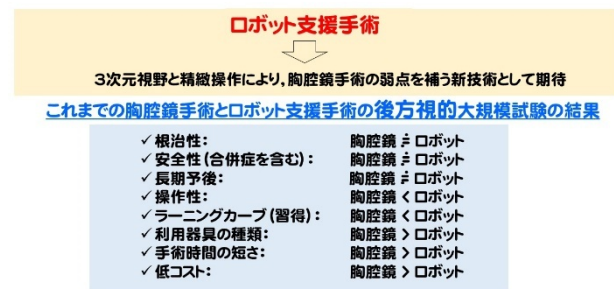 ロボット支援手術
3次元視野と精緻操作により,胸腔鏡手術の弱点を補う新技術として期待
これまでの胸腔鏡手術とロボット支援手術の後方視的大規模試験の結果
✓ 根治性: 胸腔鏡 ≓ ロボット
✓ 安全性(合併症を含む): 胸腔鏡 ≓ ロボット
✓ 長期予後: 胸腔鏡 ≓ ロボット
✓ 操作性: 胸腔鏡 < ロボット
✓ ラーニングカーブ(習得): 胸腔鏡 < ロボット
✓ 利用器具の種類: 胸腔鏡 > ロボット
✓ 手術時間の短さ: 胸腔鏡 > ロボット
✓ 低コスト: 胸腔鏡 > ロボット